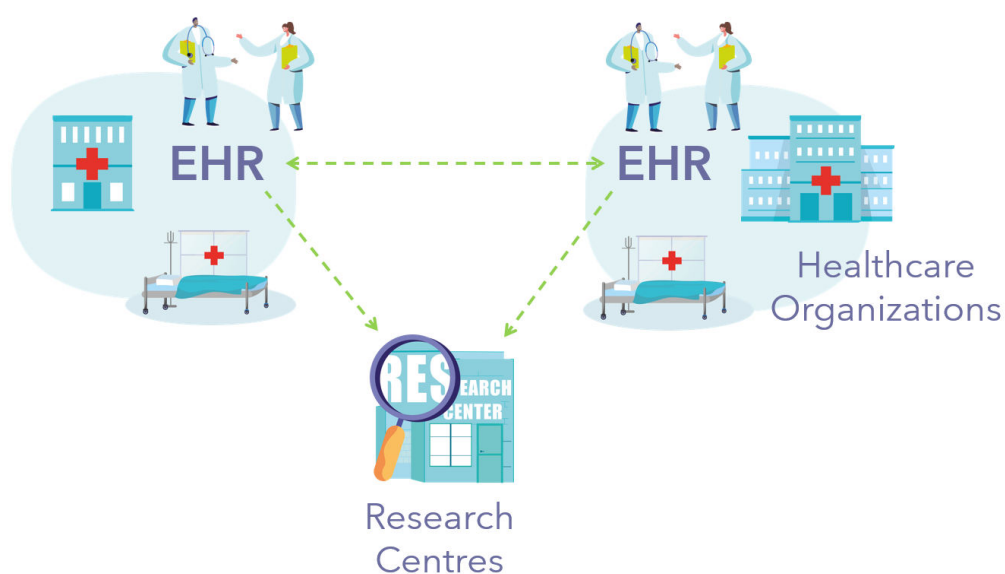 EHR
EHR
Healthcare
Organizations
RESEARCH
CENTER
Research
Centres